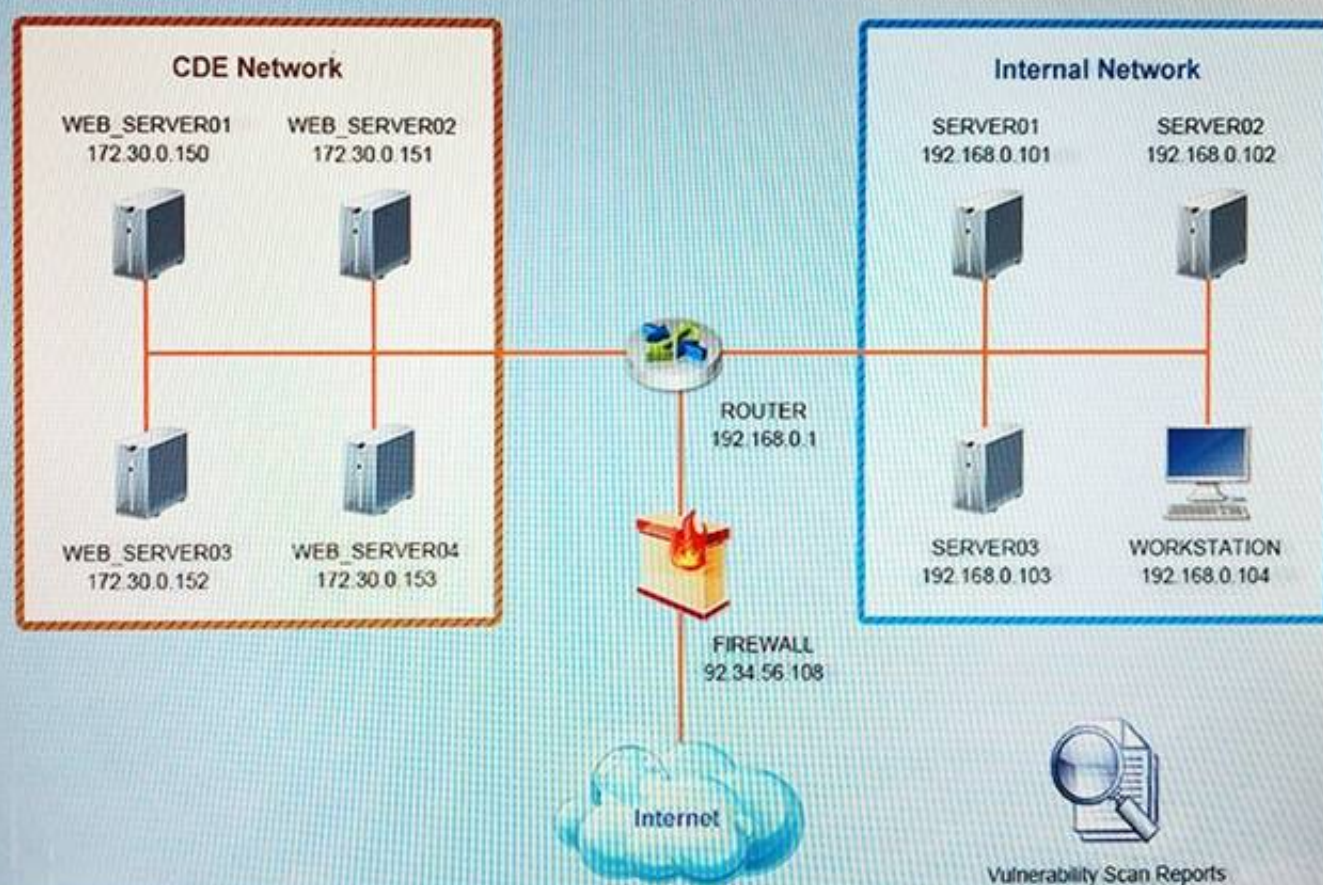 CDE Network
WEB_SERVER01
172.30.0.150
WEB_SERVER02
172.30.0.151
WEB_SERVER03
172.30.0.152
WEB_SERVER04
172.30.0.153
ROUTER
192.168.0.1
FIREWALL
92.34.56.108
Internet
Internal Network
SERVER01
192.168.0.101
SERVER02
192.168.0.102
SERVER03
192.168.0.103
WORKSTATION
192.168.0.104
Vulnerability Scan Reports